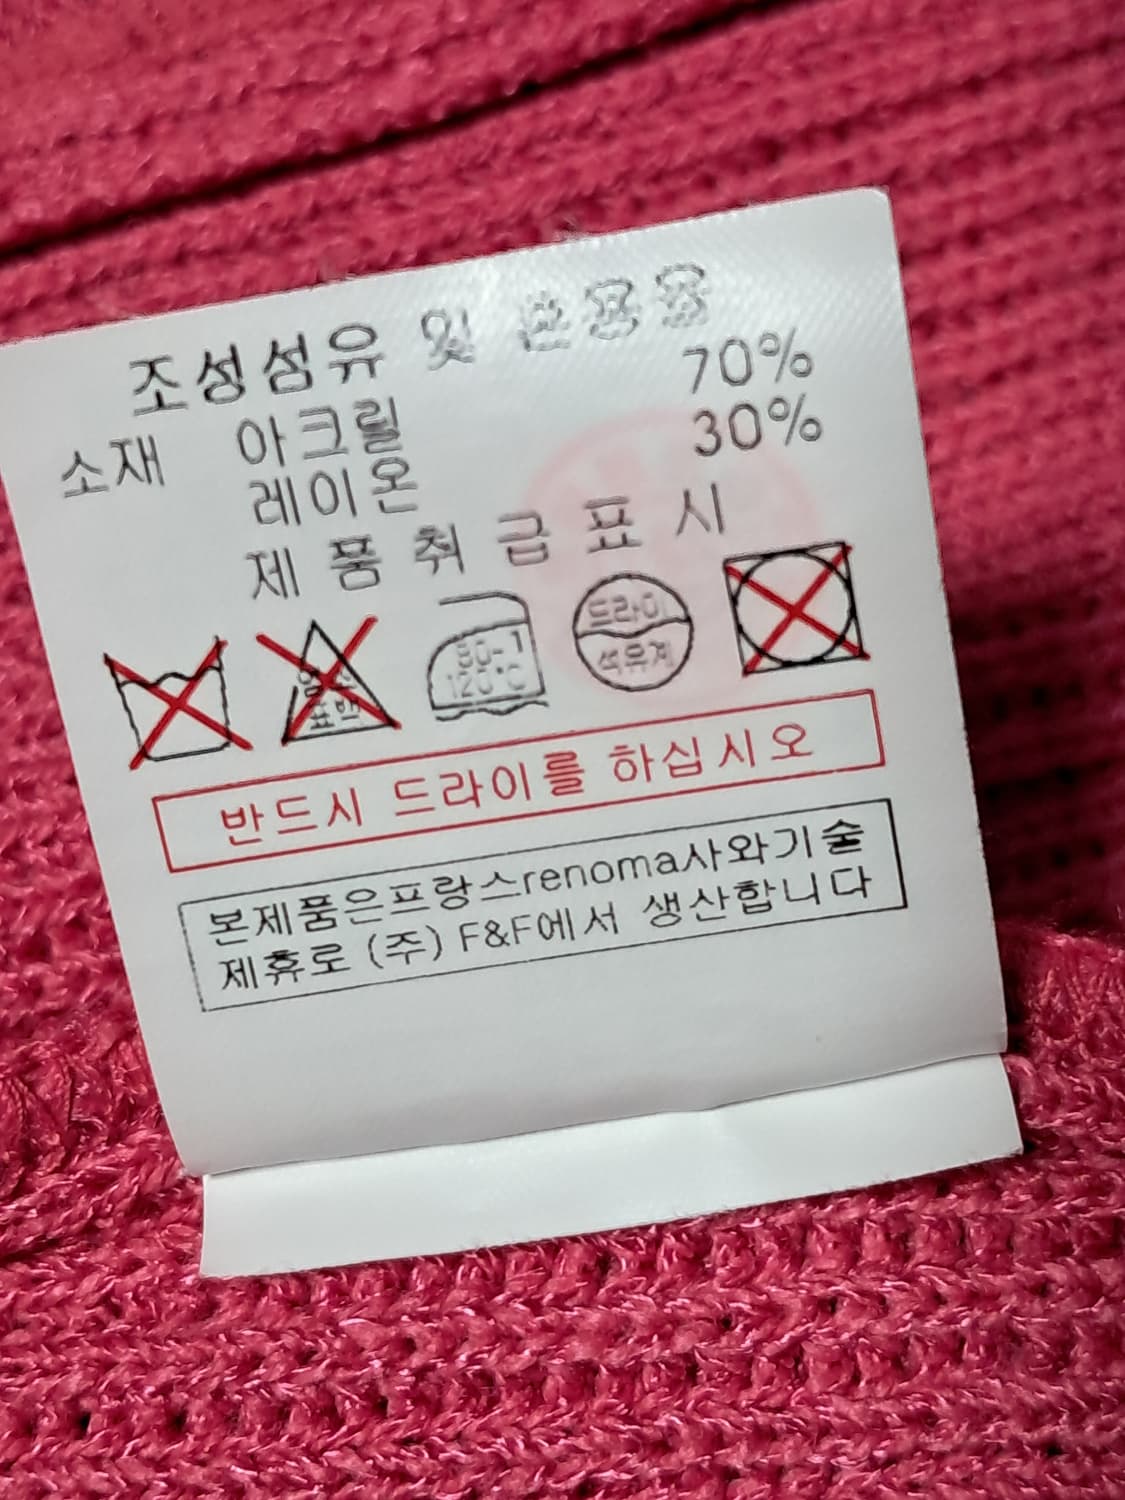 조성섬유 및 혼용율
소재 아크릴 70%
레이온 30%
제 품 취 급 표 시
80-
120°C
드라이
석유계
반드시 드라이를 하십시오
본제품은프랑스renoma사와기술
제휴로 (주) F&F에서 생산합니다